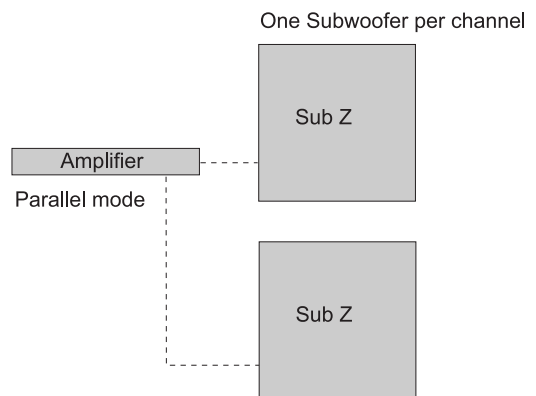 One Subwoofer per channel
Sub Z
Amplifier
Parallel mode
Sub Z